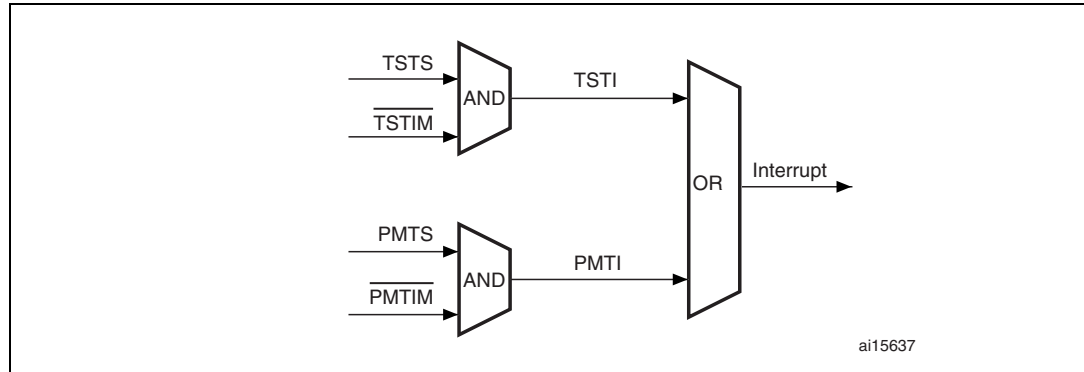 TSTS
TSTIM
AND
TSTI
PMTS
PMTIM
AND
PMTI
OR
Interrupt
ai15637